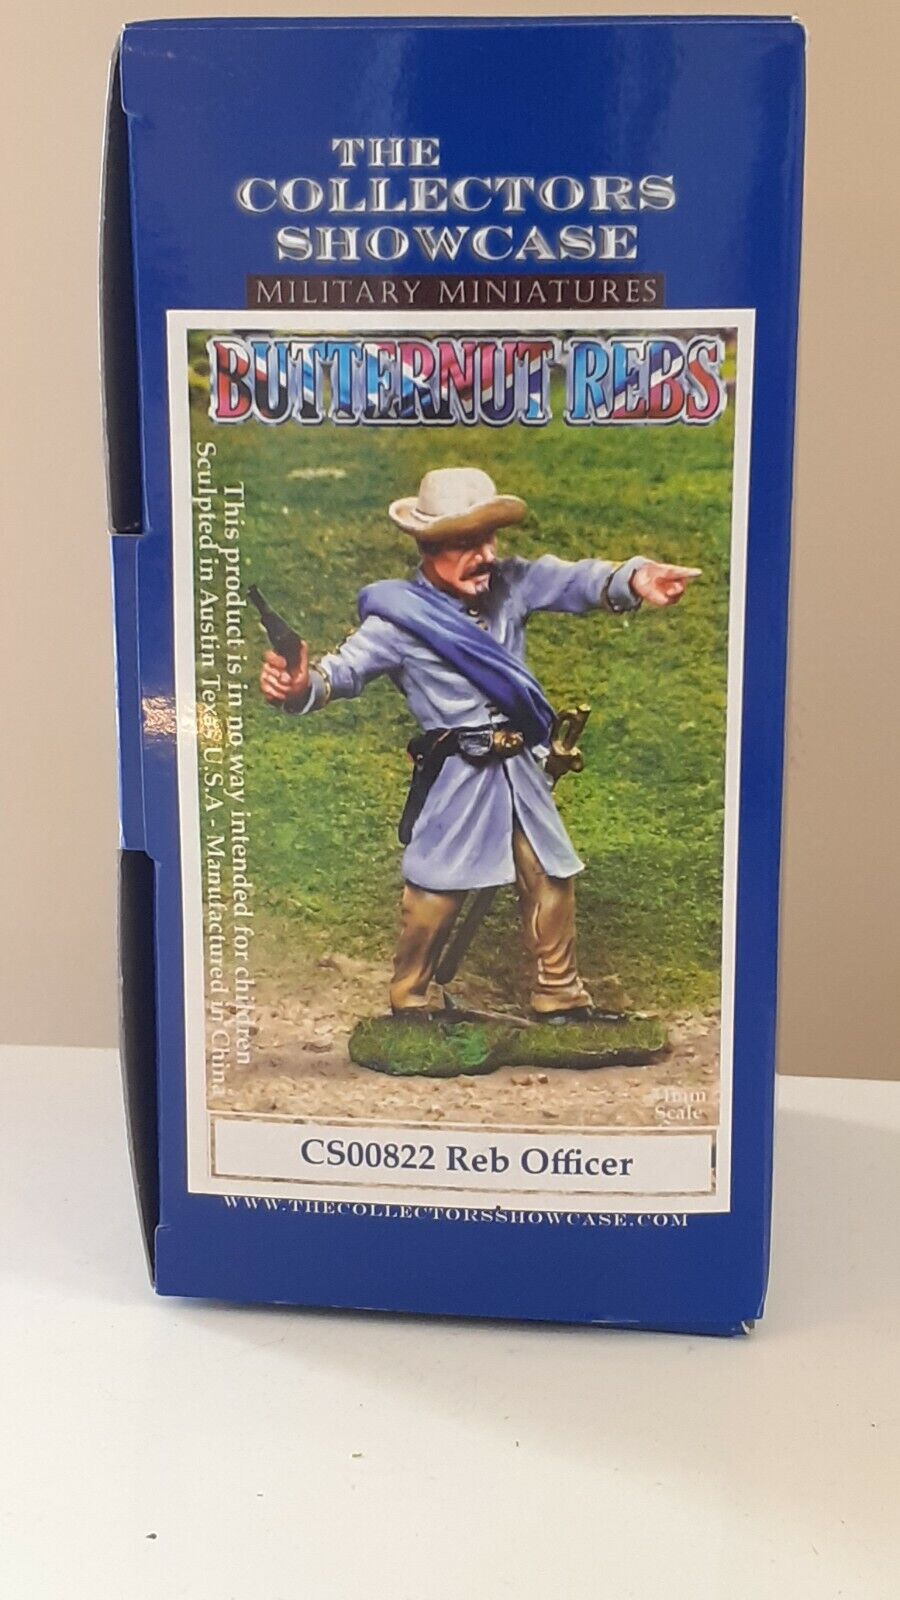 THE
COLLECTORS
SHOWCASE
MILITARY MINIATURES
BUTTERNUT REBS
This product is in no way intended for children
Sculpted in Austin Texas U.S.A - Manufactured in China
Scale
CS00822 Reb Officer
WWW.THECOLLECTORSSHOWCASE.COM